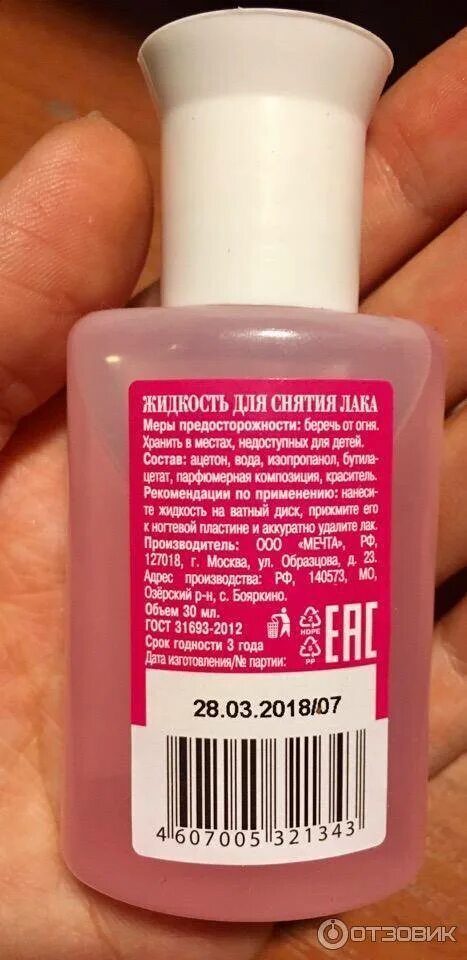 ЖИДКОСТЬ ДЛЯ СНЯТИЯ ЛАКА
Меры предосторожности: беречь от огня.
Хранить в местах, недоступных для детей.
Состав: ацетон, вода, изопропанол, бутила-
цетат, парфюмерная композиция, краситель.
Рекомендации по применению: нанеси-
те жидкость на ватный диск, прижмите его
к ногтевой пластине и аккуратно удалите лак.
Производитель: ООО «МЕЧТА», РФ,
127018, г. Москва, ул. Образцова, д. 23.
Адрес производства: РФ, 140573, МО,
Озёрский р-н, с. Бояркино.
Объем 30 мл.
ГОСТ 31693-2012
Срок годности 3 года
Дата изготовления/№ партии:
2
HDPE
5
PP
EAC
28.03.2018/07
4 607005 321343
ОТЗОВИК